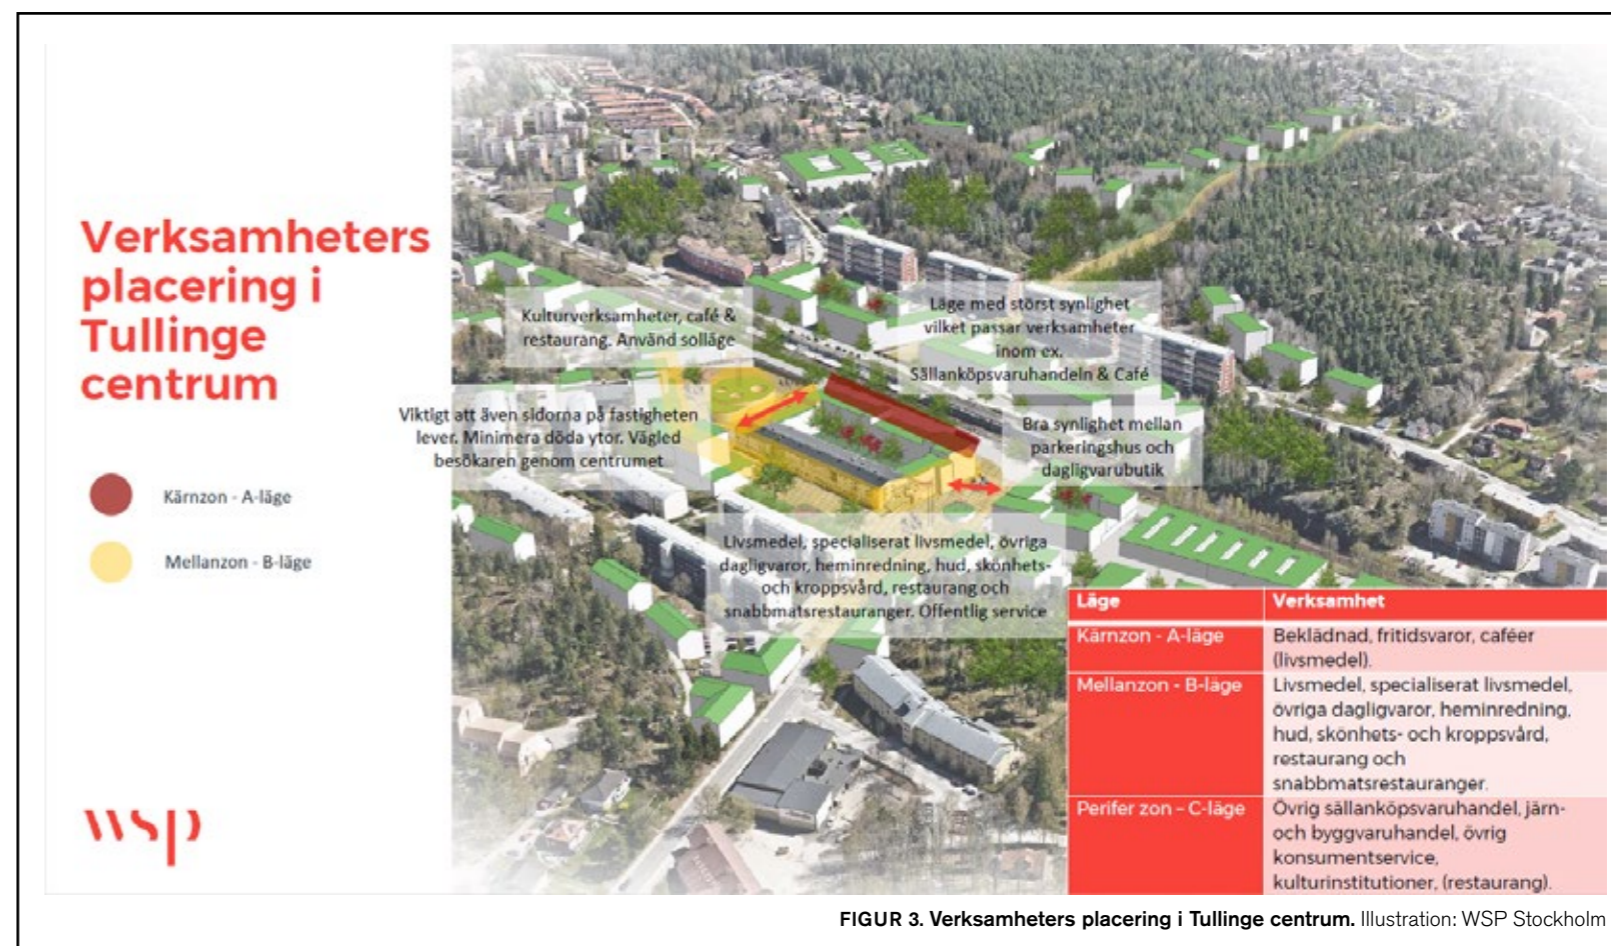 Verksamheters
placering i
Tullinge
centrum
Kärnzon - A-läge
Mellanzon - B-läge
wsp
Kulturverksamheter, café &
restaurang. Använd solläge
Läge med störst synlighet
vilket passar verksamheter
inom ex.
Sällanköpsvaruhandeln & Café
Viktigt att även sidorna på fastigheten
lever. Minimera döda ytor. Vägled
besökaren genom centrumet
Bra synlighet mellan
parkeringshus och
dagligvarubutik
Livsmedel, specialiserat livsmedel, övriga
dagligvaror, heminredning, hud, skönhets-
och kroppsvård, restaurang och
snabbmatsrestauranger. Offentlig service
Läge Verksamhet
Kärnzon - A-läge Beklädnad, fritidsvaror, caféer
(livsmedel).
Mellanzon - B-läge Livsmedel, specialiserat livsmedel,
övriga dagligvaror, heminredning,
hud, skönhets- och kroppsvård,
restaurang och
snabbmatsrestauranger.
Perifer zon – C-läge Övrig sällanköpsvaruhandel, järn-
och byggvaruhandel, övrig
konsumentservice,
kulturinstitutioner, (restaurang).
FIGUR 3. Verksamheters placering i Tullinge centrum. Illustration: WSP Stockholm